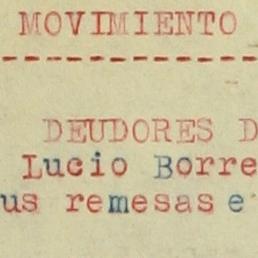 MOVIMIENTO
DEUDORES D
Lucio Borre
us remesas e